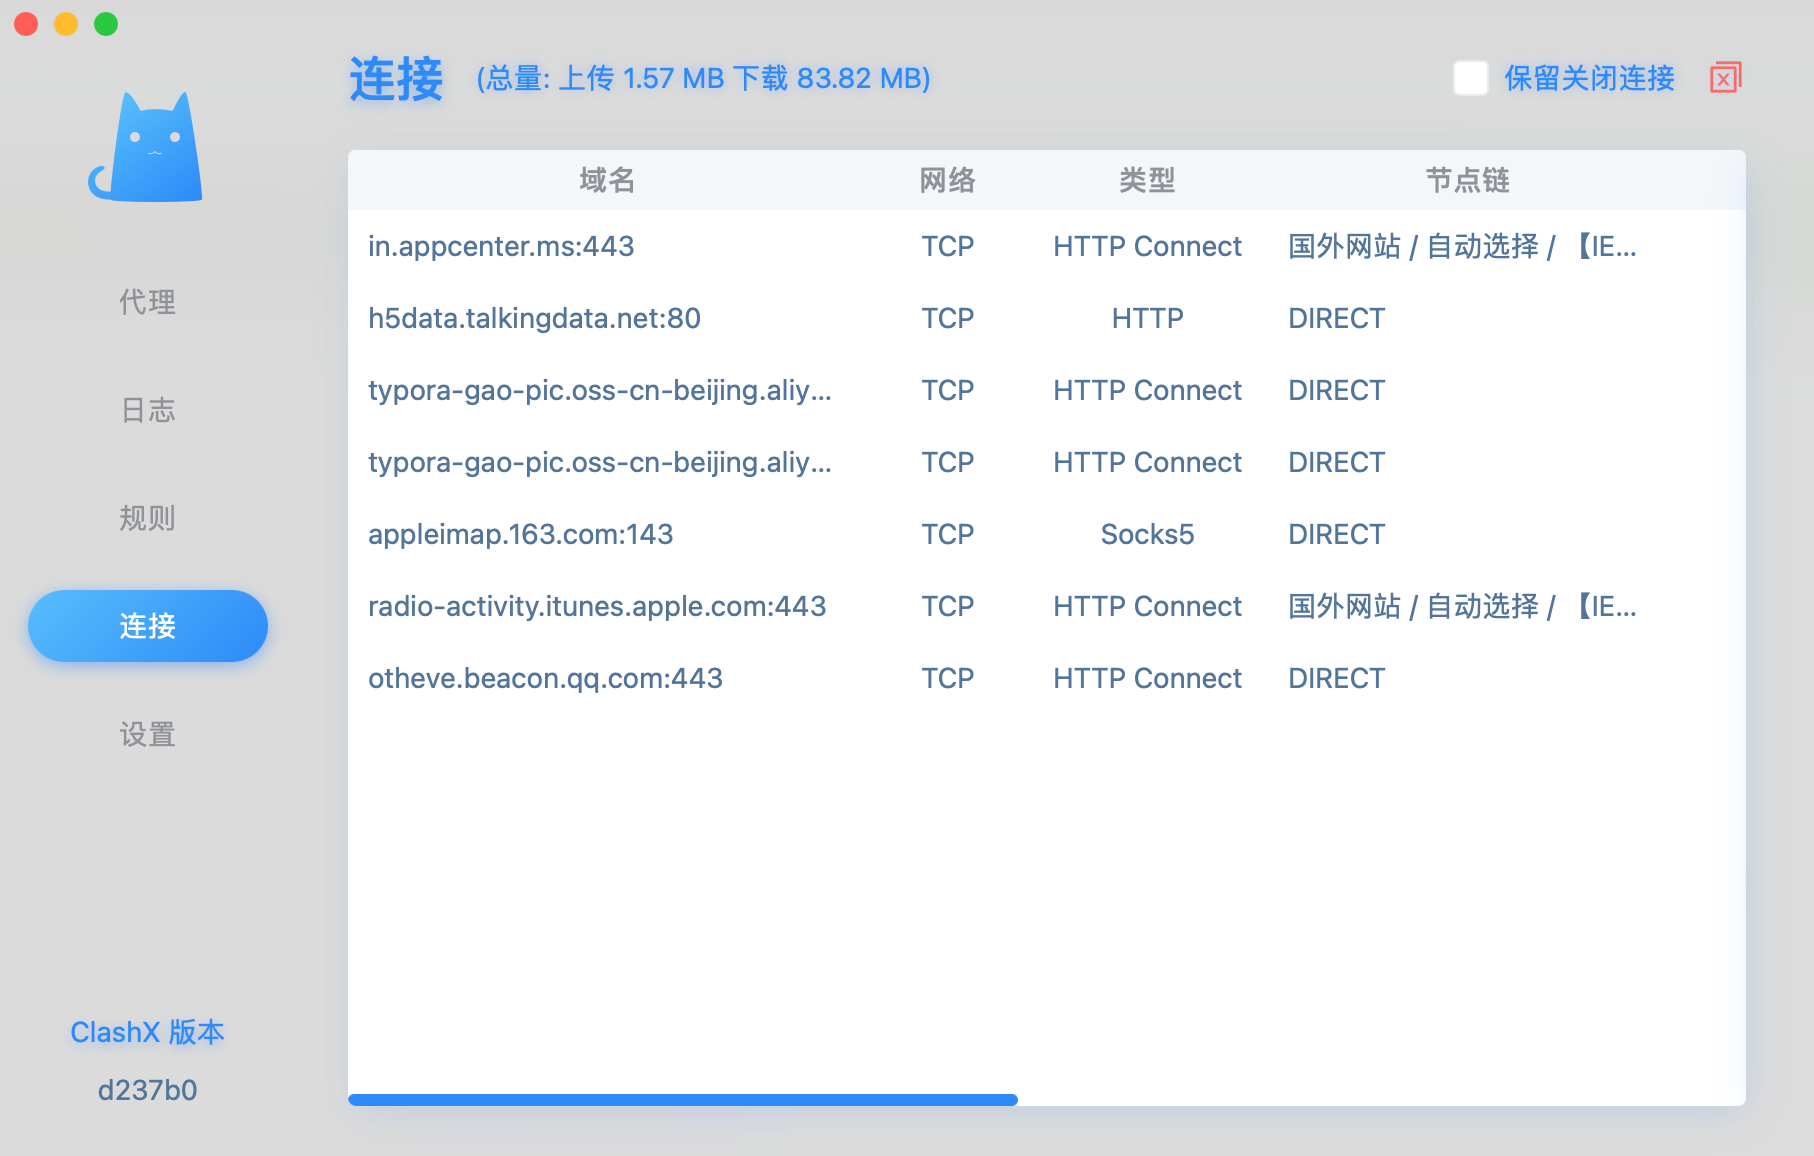 连接 (总量: 上传 1.57 MB 下载 83.82 MB) 保留关闭连接
代理
日志
规则
连接
设置
ClashX 版本
d237b0
域名 网络 类型 节点链
in.appcenter.ms:443 TCP HTTP Connect 国外网站 / 自动选择 / 【IE...
h5data.talkingdata.net:80 TCP HTTP DIRECT
typora-gao-pic.oss-cn-beijing.aliy... TCP HTTP Connect DIRECT
typora-gao-pic.oss-cn-beijing.aliy... TCP HTTP Connect DIRECT
appleimap.163.com:143 TCP Socks5 DIRECT
radio-activity.itunes.apple.com:443 TCP HTTP Connect 国外网站 / 自动选择 / 【IE...
otheve.beacon.qq.com:443 TCP HTTP Connect DIRECT